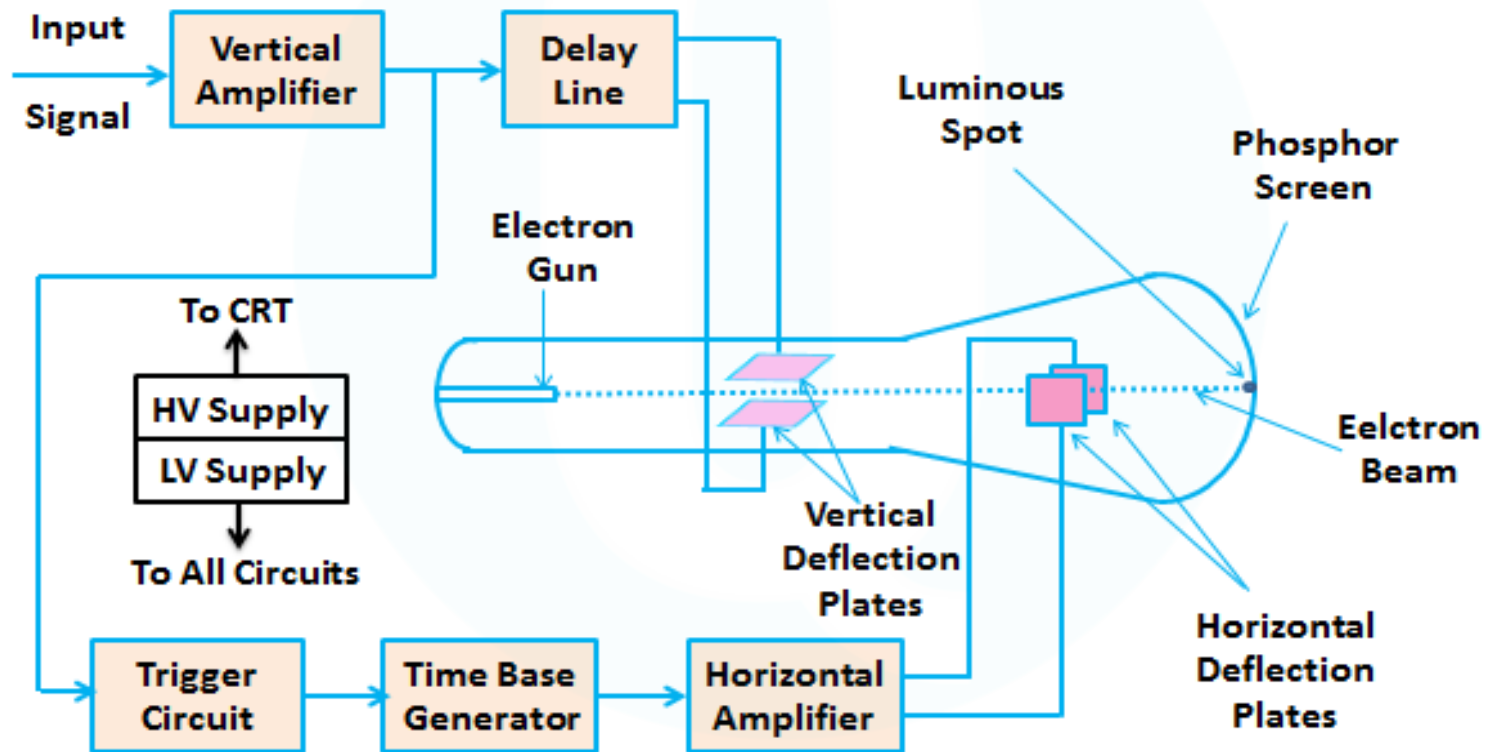 Input
Signal
Vertical
Amplifier
Delay
Line
Luminous
Spot
Phosphor
Screen
Electron
Gun
To CRT
HV Supply
LV Supply
To All Circuits
Vertical
Deflection
Plates
Eelctron
Beam
Horizontal
Deflection
Plates
Trigger
Circuit
Time Base
Generator
Horizontal
Amplifier